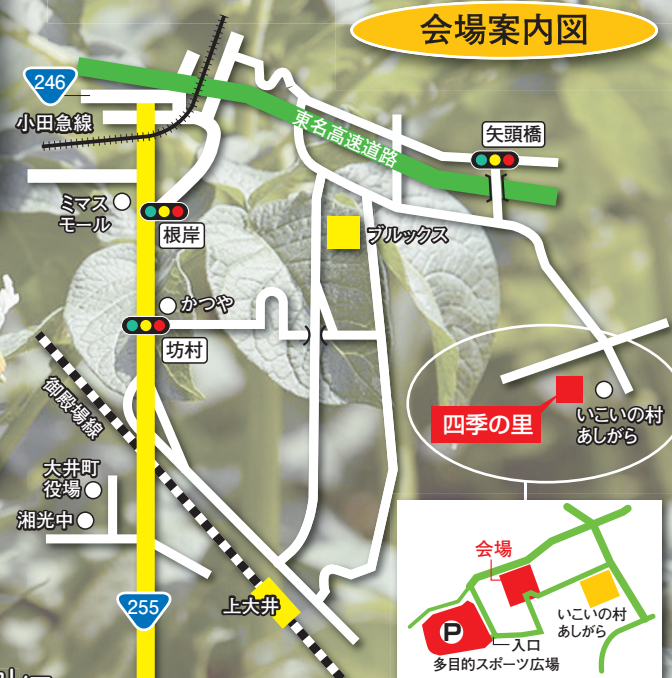 会場案内図
246
小田急線
東名高速道路
矢頭橋
ミマス
モール
根岸
ブルックス
かつや
坊村
御殿場線
四季の里
いこいの村
あしがら
大井町
役場
湘光中
255
上大井
会場
いこいの村
あしがら
P
入口
多目的スポーツ広場